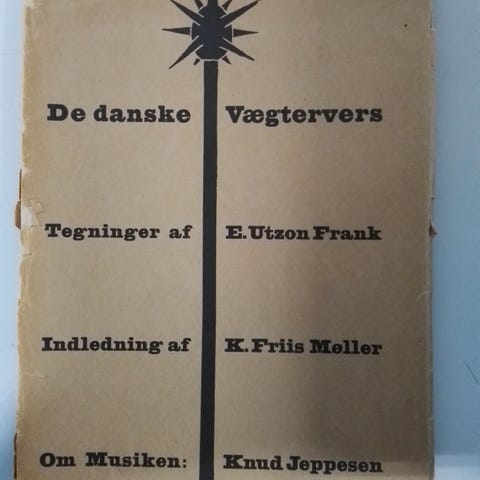 De danske Vægtervers
Tegninger af E. Utzon Frank
Indledning af K. Friis Møller
Om Musiken: Knud Jeppesen